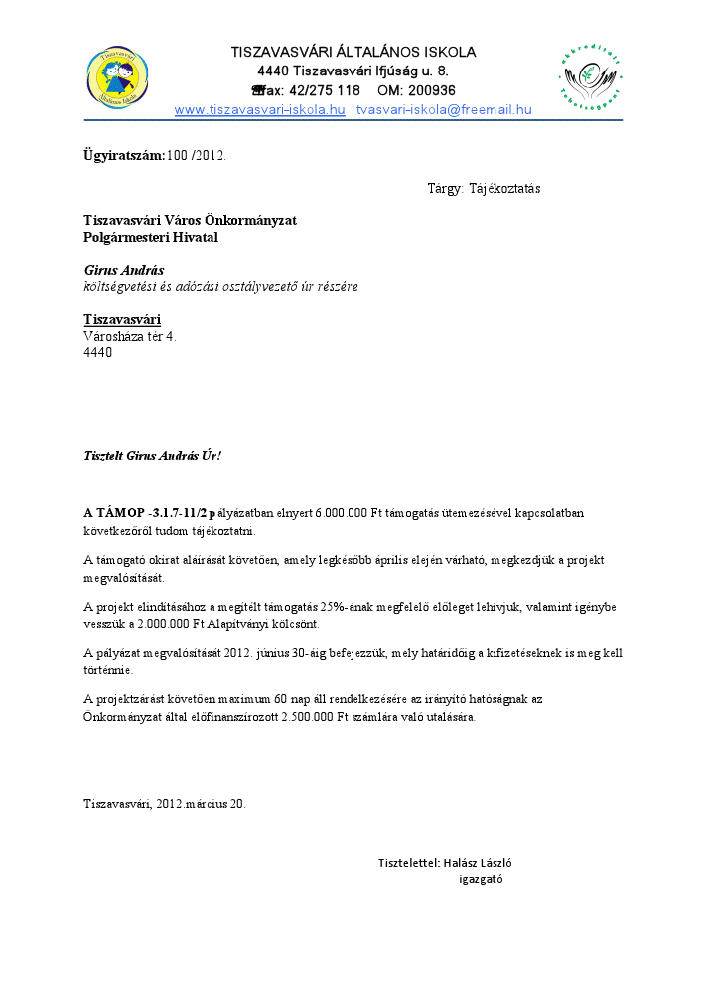 TISZAVASVÁRI ÁLTALÁNOS ISKOLA
4440 Tiszavasvári Ifjúság u. 8.
☎fax: 42/275 118 OM: 200936
www.tiszavasvari-iskola.hu tvasvari-iskola@freemail.hu
Tiszavasvári
Általános Iskola
akkreditált
tehetségpont
Ügyiratszám:100 /2012.
Tárgy: Tájékoztatás
Tiszavasvári Város Önkormányzat
Polgármesteri Hivatal
Girus András
költségvetési és adózási osztályvezető úr részére
Tiszavasvári
Városháza tér 4.
4440
Tisztelt Girus András Úr!
A TÁMOP -3.1.7-11/2 pályázatban elnyert 6.000.000 Ft támogatás ütemezésével kapcsolatban
következőről tudom tájékoztatni.
A támogató okirat aláírását követően, amely legkésőbb április elején várható, megkezdjük a projekt
megvalósítását.
A projekt elindításához a megítélt támogatás 25%-ának megfelelő előleget lehívjuk, valamint igénybe
vesszük a 2.000.000 Ft Alapítványi kölcsönt.
A pályázat megvalósítását 2012. június 30-áig befejezzük, mely határidőig a kifizetéseknek is meg kell
történnie.
A projektzárást követően maximum 60 nap áll rendelkezésére az irányító hatóságnak az
Önkormányzat által előfinanszírozott 2.500.000 Ft számlára való utalására.
Tiszavasvári, 2012.március 20.
Tisztelettel: Halász László
igazgató